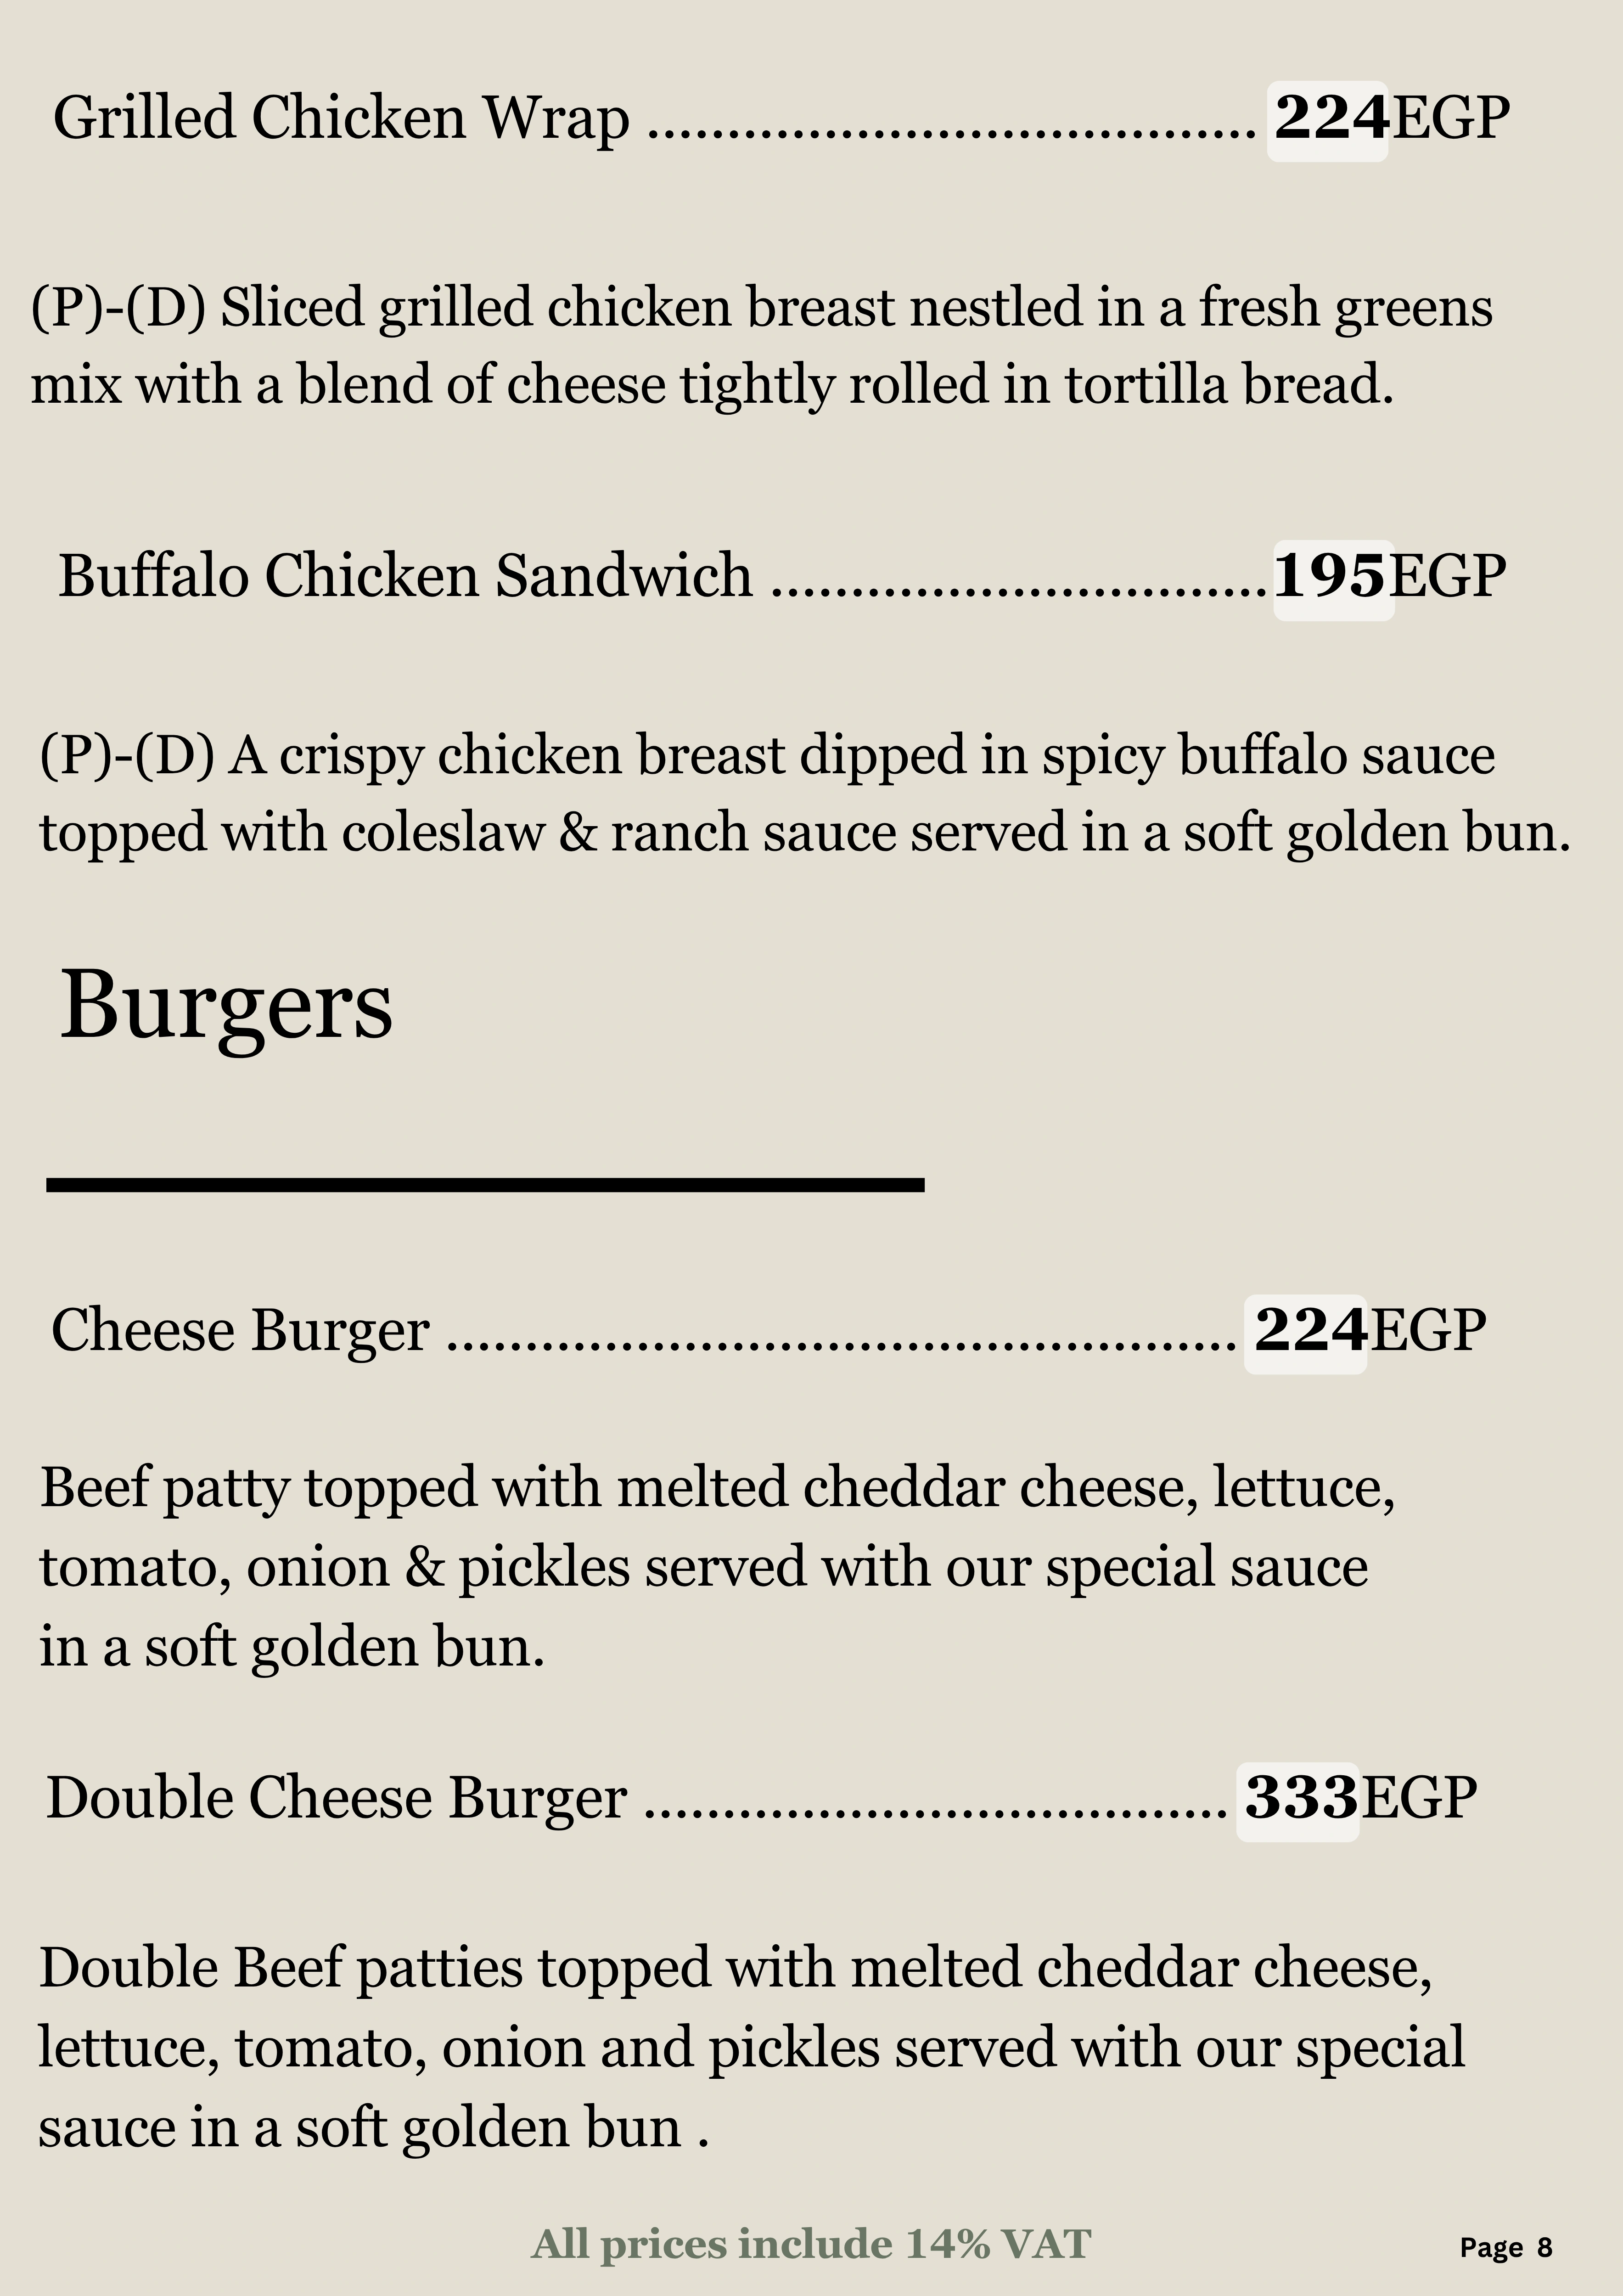 Grilled Chicken Wrap ...................................... 224EGP
(P)-(D) Sliced grilled chicken breast nestled in a fresh greens
mix with a blend of cheese tightly rolled in tortilla bread.
Buffalo Chicken Sandwich ...............................195EGP
(P)-(D) A crispy chicken breast dipped in spicy buffalo sauce
topped with coleslaw & ranch sauce served in a soft golden bun.
Burgers
Cheese Burger .................................................. 224EGP
Beef patty topped with melted cheddar cheese, lettuce,
tomato, onion & pickles served with our special sauce
in a soft golden bun.
Double Cheese Burger ..................................... 333EGP
Double Beef patties topped with melted cheddar cheese,
lettuce, tomato, onion and pickles served with our special
sauce in a soft golden bun .
All prices include 14% VAT
Page 8